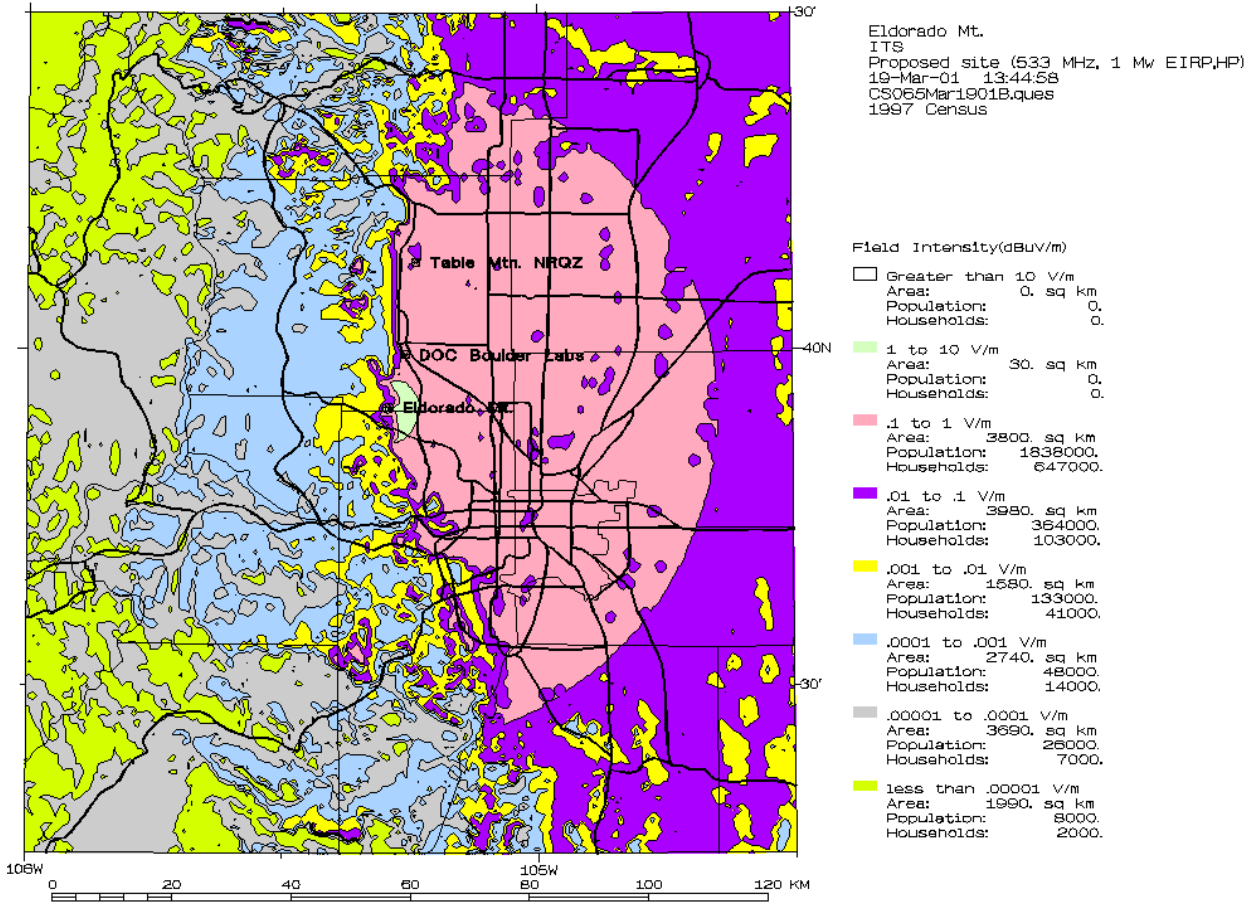 30'
Eldorado Mt.
ITS
Proposed site (533 MHz, 1 Mw EIRP,HP)
19-Mar-01 13:44:58
CS065Mar1901B.ques
1997 Census
Field Intensity(dBuV/m)
Greater than 10 V/m
Area: 0. sq km
Population: 0.
Households: 0.
1 to 10 V/m
Area: 30. sq km
Population: 0.
Households: 0.
.1 to 1 V/m
Area: 3800. sq km
Population: 1838000.
Households: 647000.
.01 to .1 V/m
Area: 3980. sq km
Population: 364000.
Households: 103000.
.001 to .01 V/m
Area: 1580. sq km
Population: 133000.
Households: 41000.
.0001 to .001 V/m
Area: 2740. sq km
Population: 48000.
Households: 14000.
.00001 to .0001 V/m
Area: 3690. sq km
Population: 26000.
Households: 7000.
less than .00001 V/m
Area: 1990. sq km
Population: 8000.
Households: 2000.
Table Mtn. NRQZ
40N
DOC Boulder Labs
Eldorado Mt.
30'
106W
105W
0 20 40 60 80 100 120 KM